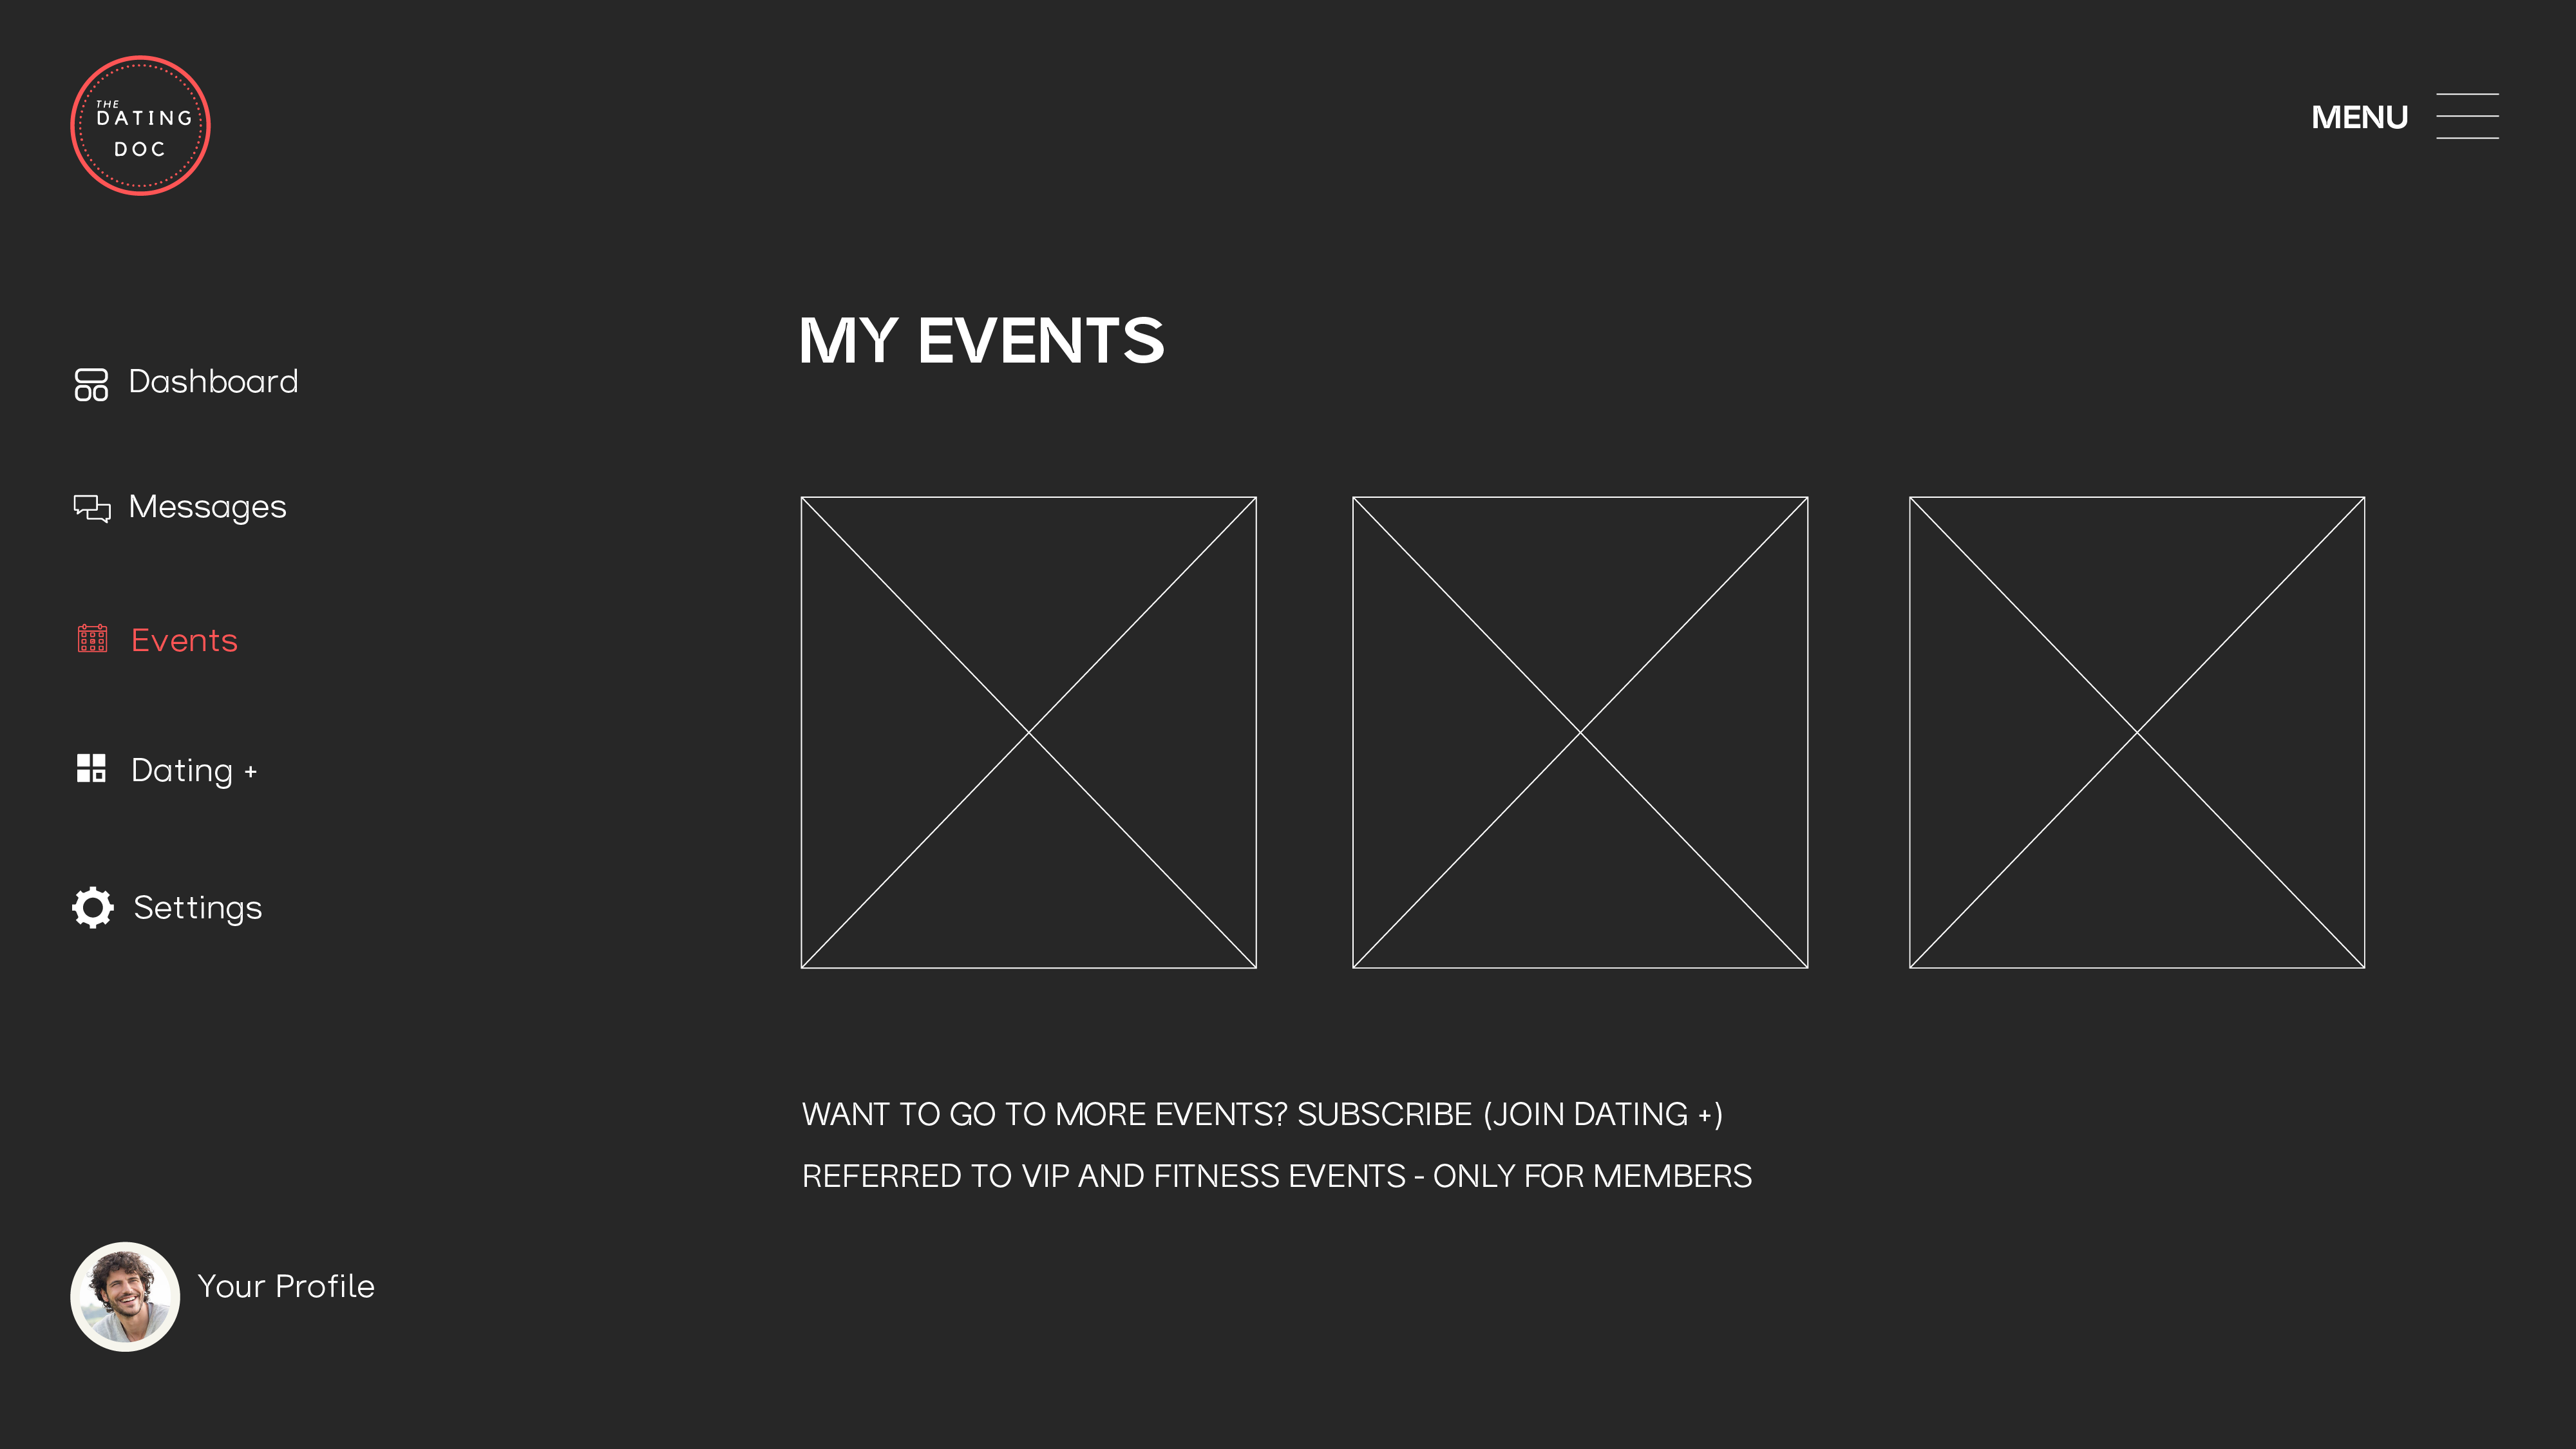 THE
DATING
DOC
MENU
MY EVENTS
Dashboard
Messages
Events
Dating +
Settings
WANT TO GO TO MORE EVENTS? SUBSCRIBE (JOIN DATING +)
REFERRED TO VIP AND FITNESS EVENTS - ONLY FOR MEMBERS
Your Profile